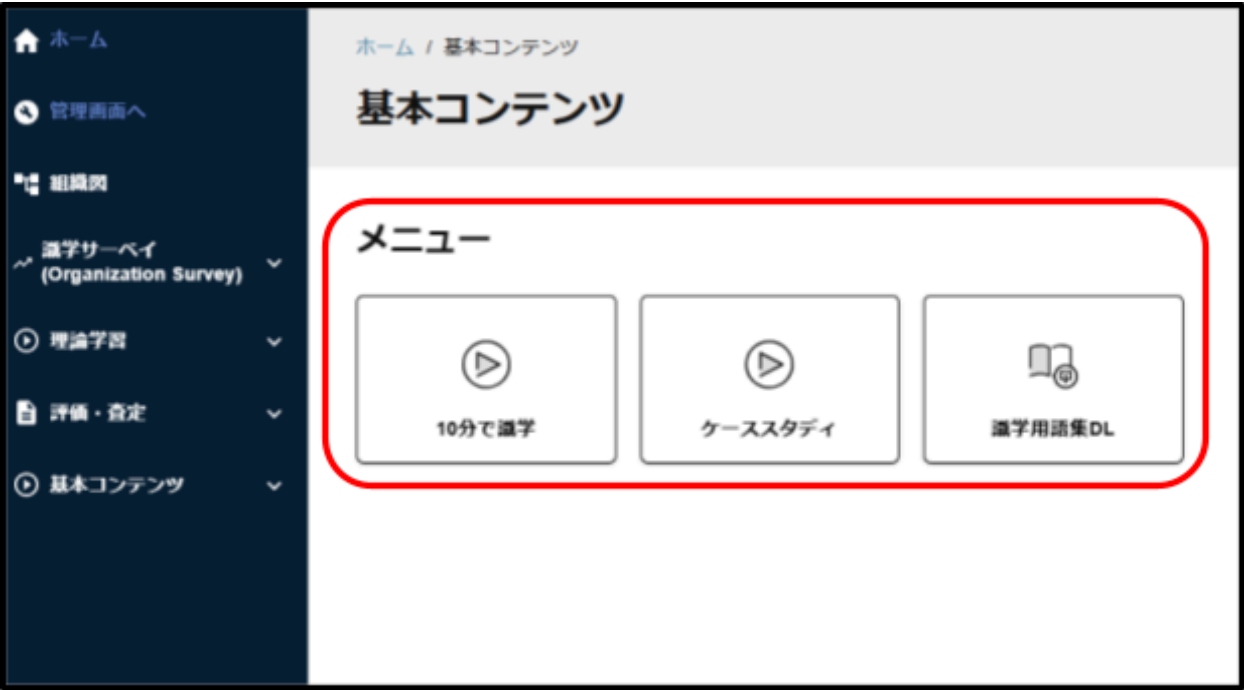 ホーム
管理画面へ
組織図
識学サーベイ
(Organization Survey)
理論学習
評価・査定
基本コンテンツ
ホーム / 基本コンテンツ
基本コンテンツ
メニュー
10分で識学
ケーススタディ
識学用語集DL